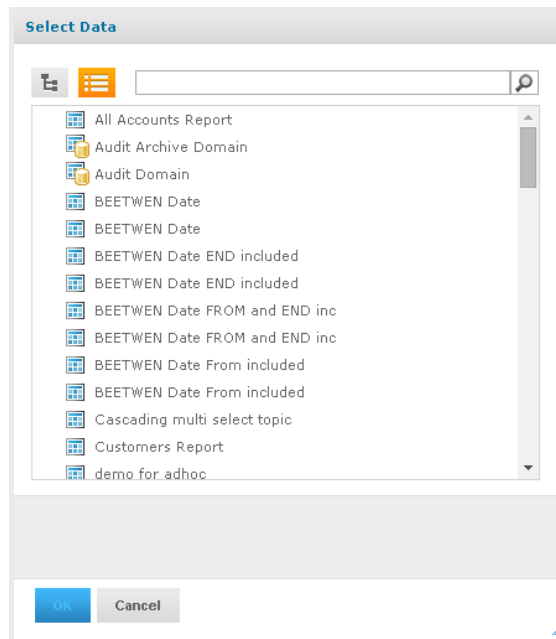 Select Data
All Accounts Report
Audit Archive Domain
Audit Domain
BEETWEN Date
BEETWEN Date
BEETWEN Date END included
BEETWEN Date END included
BEETWEN Date FROM and END inc
BEETWEN Date FROM and END inc
BEETWEN Date From included
BEETWEN Date From included
Cascading multi select topic
Customers Report
demo for adhoc
OK Cancel